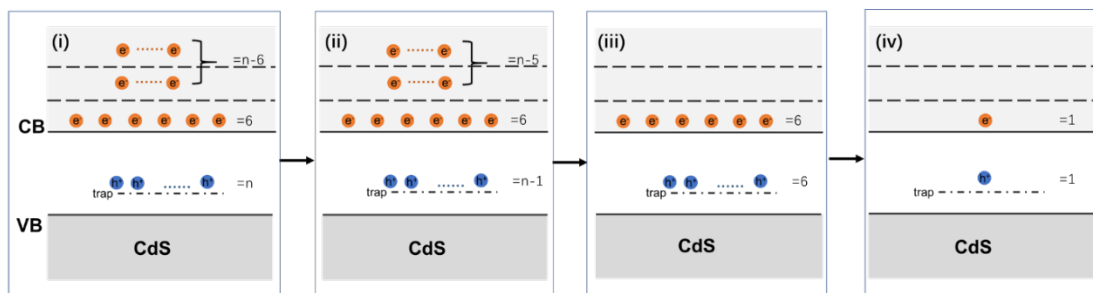 (i)
e⁻ ...... e⁻
=n-6
e⁻ ...... e⁻
CB
e⁻ e⁻ e⁻ e⁻ e⁻ e⁻ =6
h⁺ h⁺ ...... h⁺ =n
trap
VB
CdS
(ii)
e⁻ ...... e⁻
=n-5
e⁻ ...... e⁻
e⁻ e⁻ e⁻ e⁻ e⁻ e⁻ =6
h⁺ h⁺ ...... h⁺ =n-1
trap
CdS
(iii)
e⁻ e⁻ e⁻ e⁻ e⁻ e⁻ =6
h⁺ h⁺ ...... h⁺ =6
trap
CdS
(iv)
e⁻ =1
h⁺ =1
trap
CdS